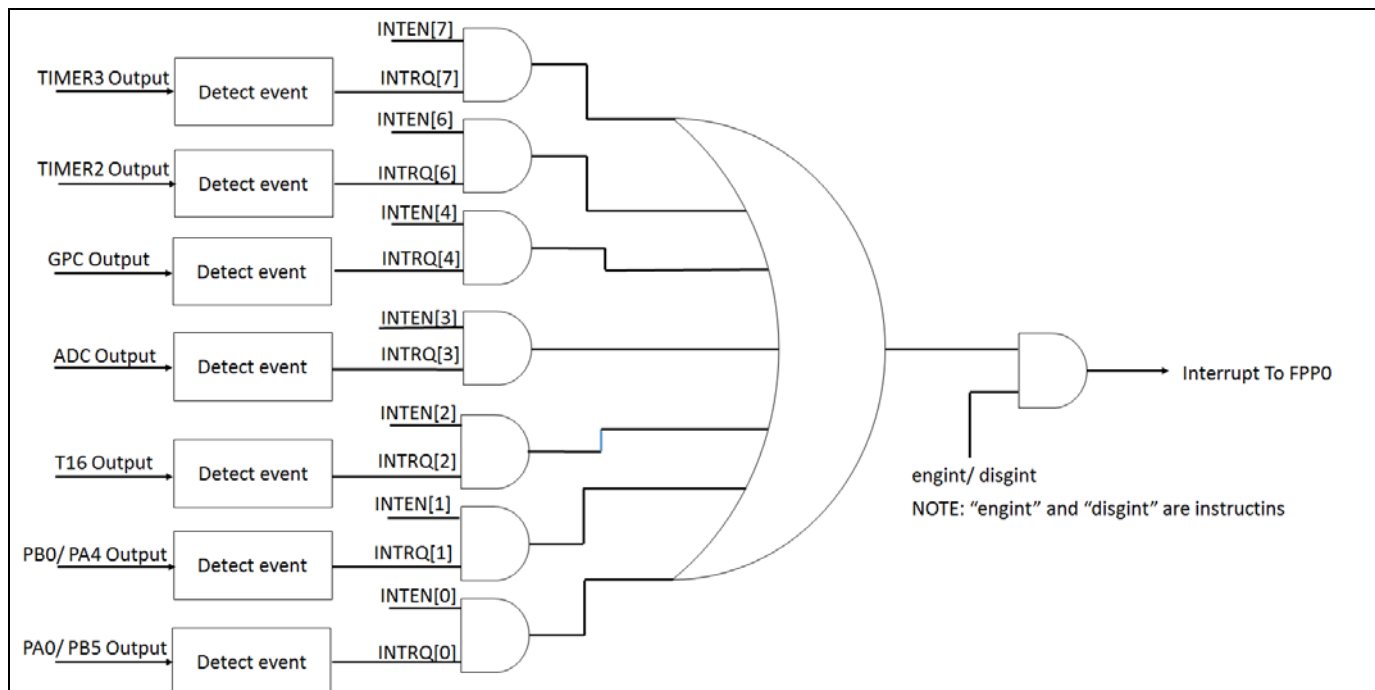 INTEN[7]
TIMER3 Output
Detect event
INTRQ[7]
INTEN[6]
TIMER2 Output
Detect event
INTRQ[6]
INTEN[4]
GPC Output
Detect event
INTRQ[4]
INTEN[3]
ADC Output
Detect event
INTRQ[3]
Interrupt To FPP0
INTEN[2]
T16 Output
Detect event
INTRQ[2]
engint/ disgint
NOTE: “engint” and “disgint” are instructins
INTEN[1]
PB0/ PA4 Output
Detect event
INTRQ[1]
INTEN[0]
PA0/ PB5 Output
Detect event
INTRQ[0]